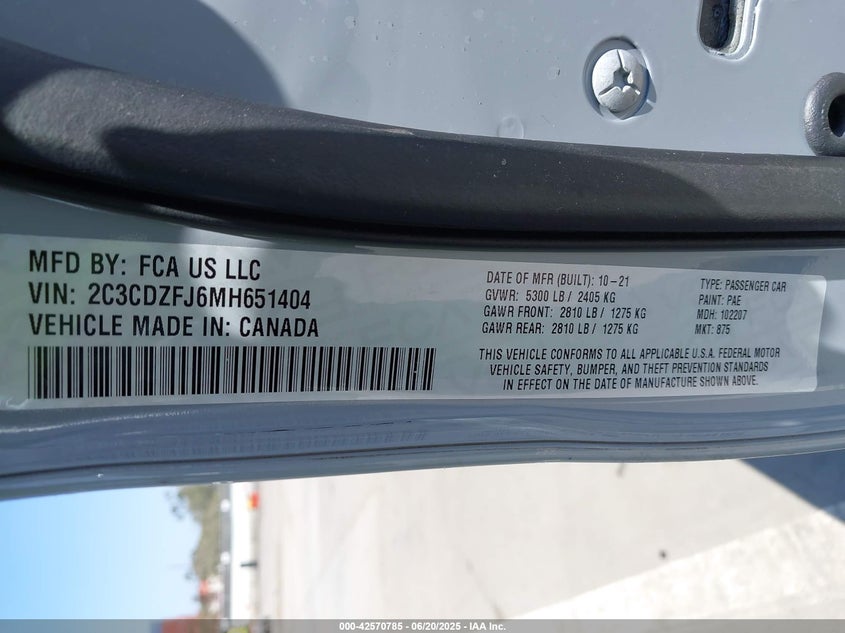 MFD BY: FCA US LLC
VIN: 2C3CDZFJ6MH651404
VEHICLE MADE IN: CANADA
DATE OF MFR (BUILT): 10-21
GVWR: 5300 LB / 2405 KG
GAWR FRONT: 2810 LB / 1275 KG
GAWR REAR: 2810 LB / 1275 KG
TYPE: PASSENGER CAR
PAINT: PAE
MDH: 102207
MKT: 875
THIS VEHICLE CONFORMS TO ALL APPLICABLE U.S.A. FEDERAL MOTOR
VEHICLE SAFETY, BUMPER, AND THEFT PREVENTION STANDARDS
IN EFFECT ON THE DATE OF MANUFACTURE SHOWN ABOVE.
000-42570785 - 06/20/2025 - IAA Inc.